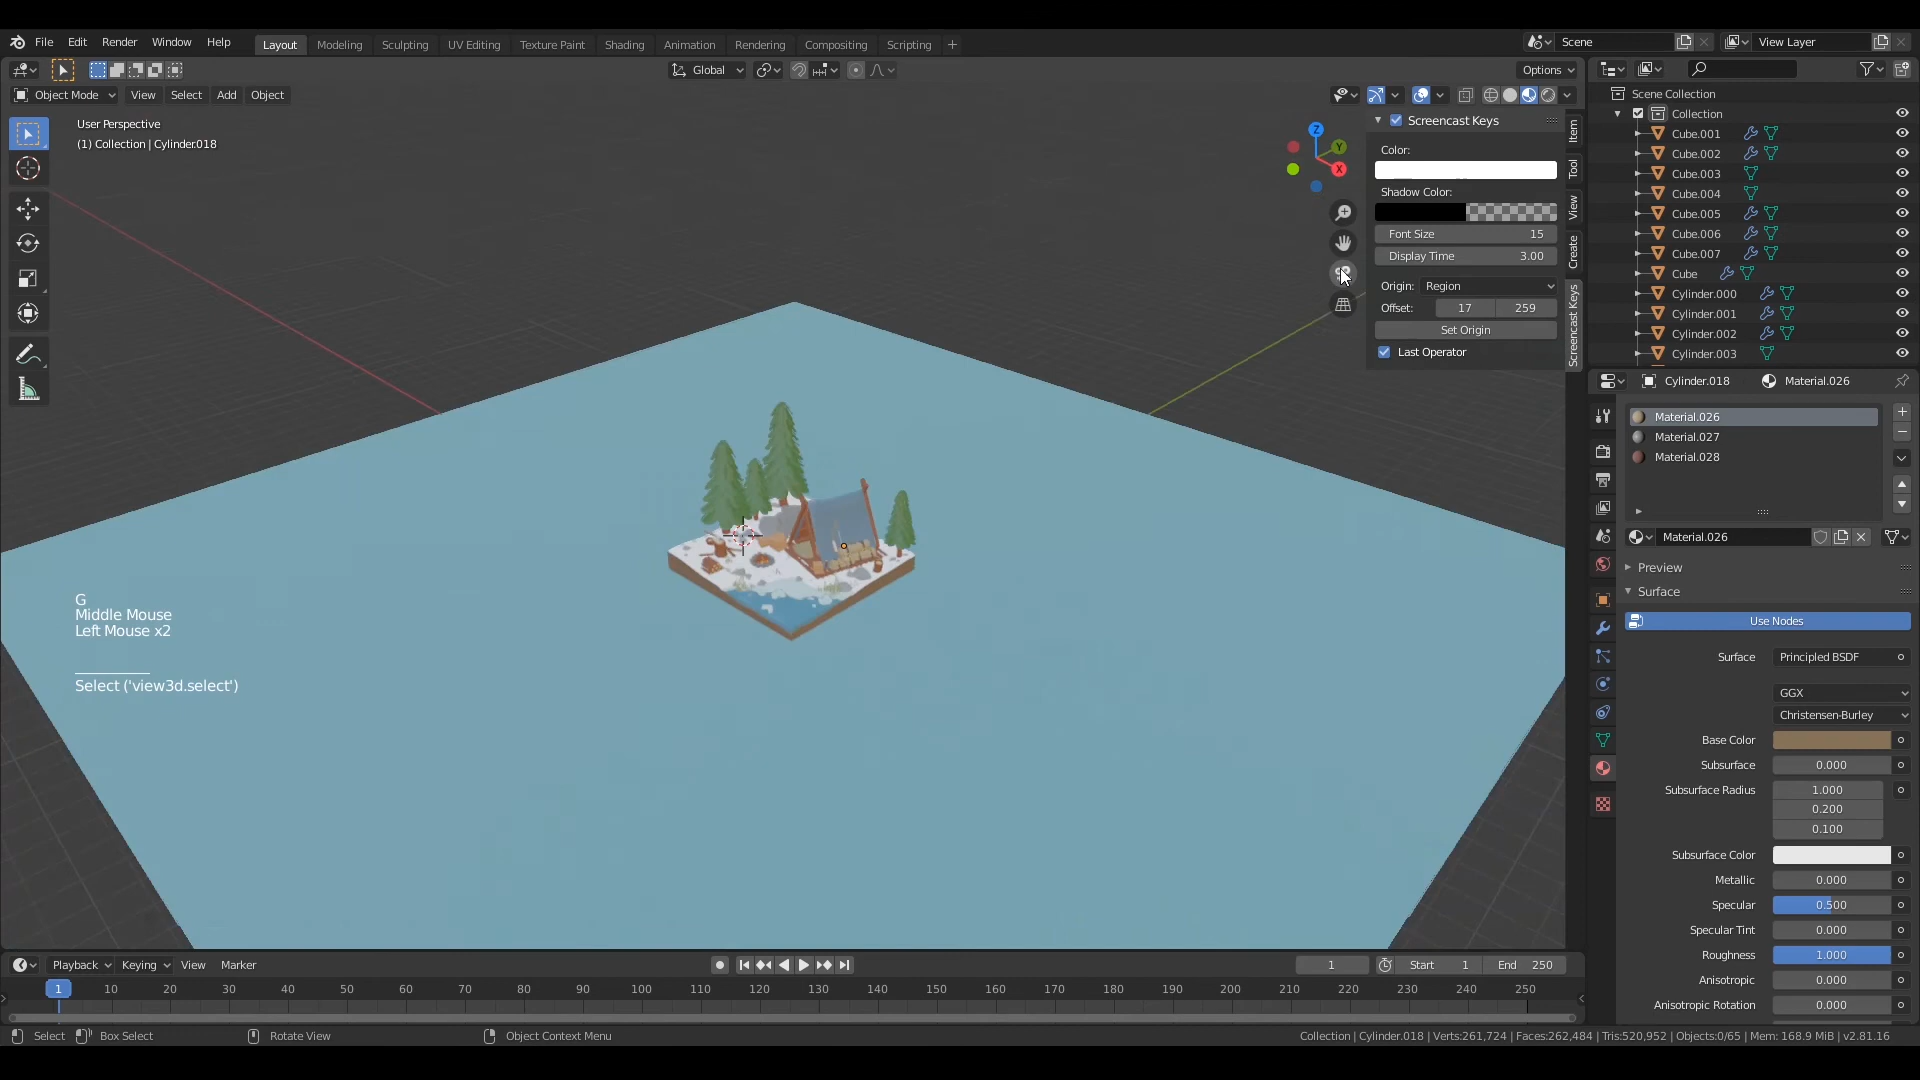 File Edit Render Window Help Layout Modeling Sculpting UV Editing Texture Paint Shading Animation Rendering Compositing Scripting + Scene View Layer
Global Options
Object Mode View Select Add Object
User Perspective
(1) Collection | Cylinder.018
Z
Y
X
Screencast Keys
Color:
Shadow Color:
Font Size 15
Display Time 3.00
Origin: Region
Offset: 17 259
Set Origin
Last Operator
Item
Tool
View
Create
Screencast Keys
G
Middle Mouse
Left Mouse x2
Select ('view3d.select')
Scene Collection
Collection
Cube.001
Cube.002
Cube.003
Cube.004
Cube.005
Cube.006
Cube.007
Cube
Cylinder.000
Cylinder.001
Cylinder.002
Cylinder.003
Cylinder.018 Material.026
Material.026
Material.027
Material.028
Material.026
Preview
Surface
Use Nodes
Surface Principled BSDF
GGX
Christensen-Burley
Base Color
Subsurface 0.000
Subsurface Radius 1.000
0.200
0.100
Subsurface Color
Metallic 0.000
Specular 0.500
Specular Tint 0.000
Roughness 1.000
Anisotropic 0.000
Anisotropic Rotation 0.000
Playback Keying View Marker 1 Start 1 End 250
1 10 20 30 40 50 60 70 80 90 100 110 120 130 140 150 160 170 180 190 200 210 220 230 240 250
Select Box Select Rotate View Object Context Menu Collection | Cylinder.018 | Verts:261,724 | Faces:262,484 | Tris:520,952 | Objects:0/65 | Mem: 168.9 MiB | v2.81.16